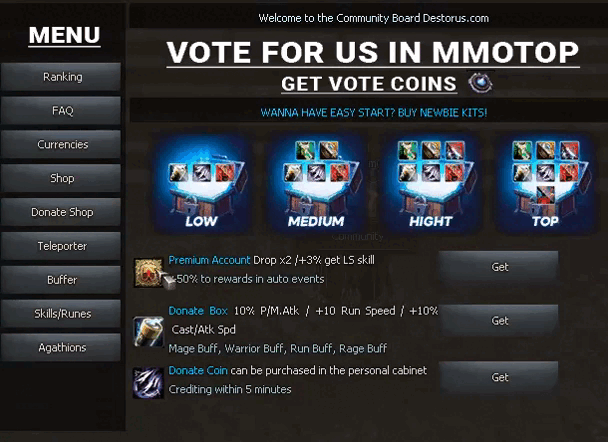 Welcome to the Community Board Destorus.com
MENU
VOTE FOR US IN MMOTOP
GET VOTE COINS
WANNA HAVE EASY START? BUY NEWBIE KITS!
Ranking
FAQ
Currencies
Shop
Donate Shop
Teleporter
Buffer
Skills/Runes
Agathions
LOW
MEDIUM
HIGHT
TOP
Community
Premium Account Drop x2 /+3% get LS skill
+50% to rewards in auto events
Get
Donate Box 10% P/M.Atk / +10 Run Speed / +10%
Cast/Atk Spd
Mage Buff, Warrior Buff, Run Buff, Rage Buff
Get
Donate Coin can be purchased in the personal cabinet
Crediting within 5 minutes
Get